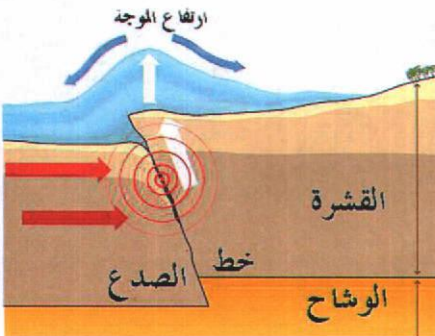 ارتفاع الموجة
القشرة
خط
الصدع
الوشاح